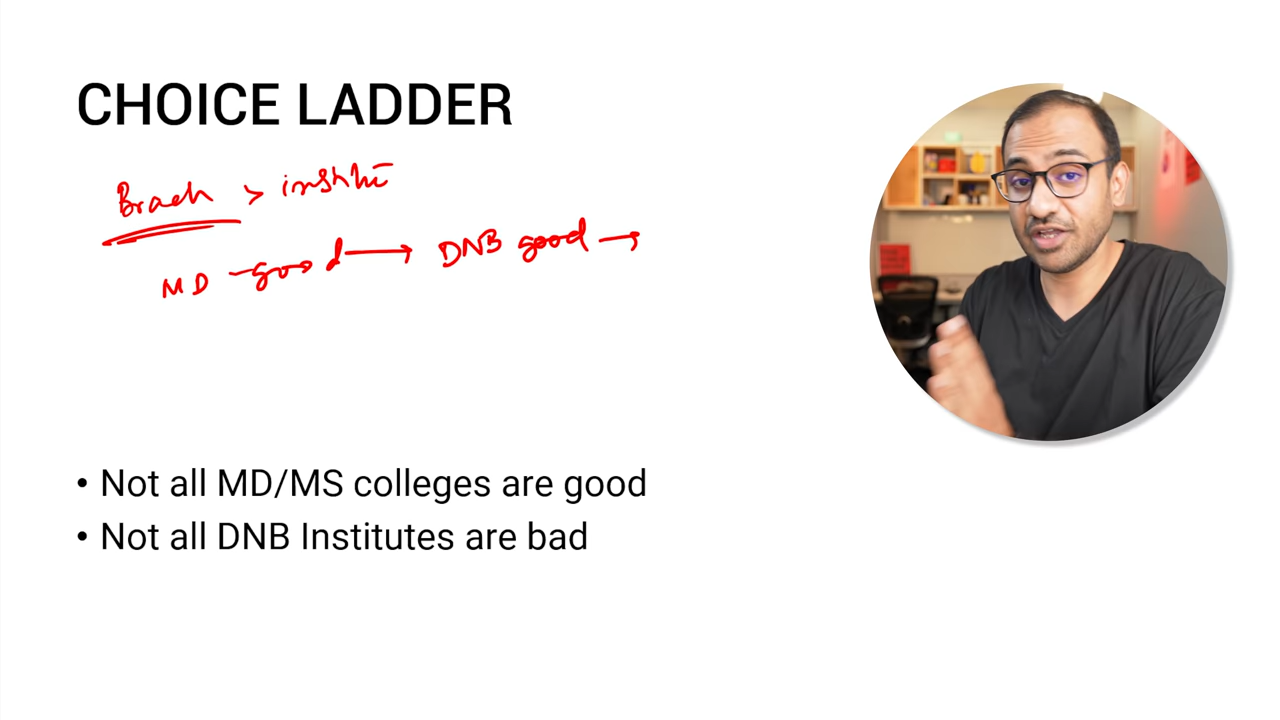 CHOICE LADDER
Brach > institute
MD - good → DNB good →
• Not all MD/MS colleges are good
• Not all DNB Institutes are bad